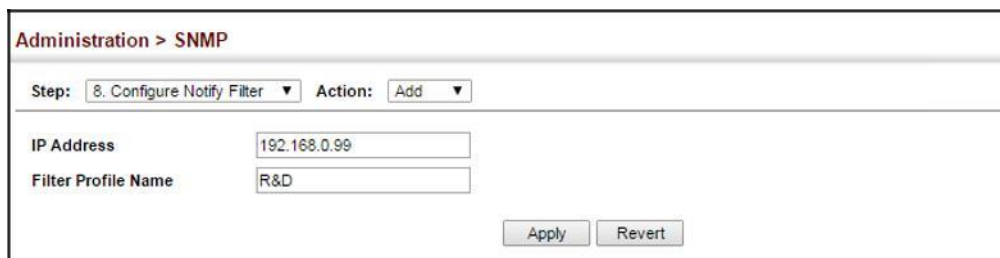 Administration > SNMP
Step: 8. Configure Notify Filter ▼ Action: Add ▼
IP Address 192.168.0.99
Filter Profile Name R&D
Apply Revert